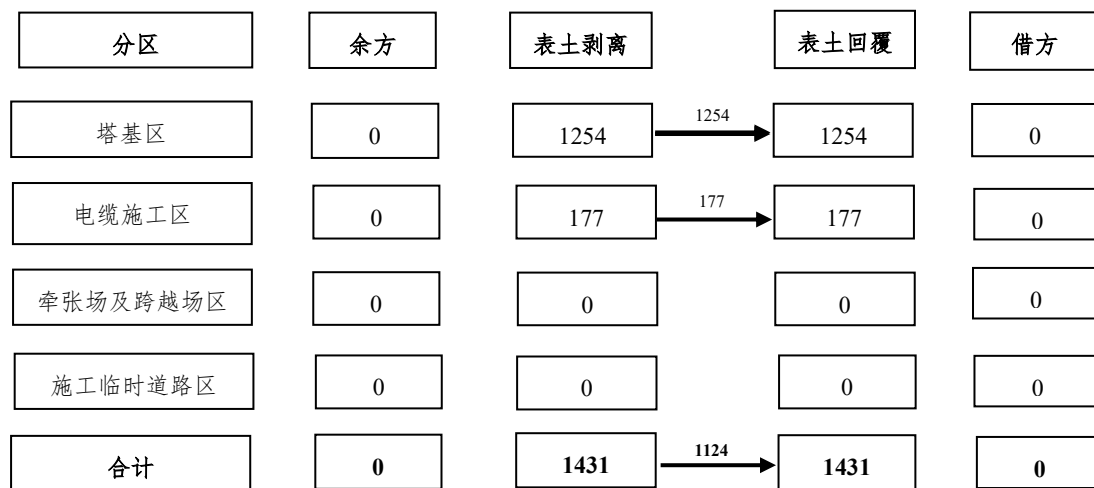 分区 余方 表土剥离 表土回覆 借方
塔基区 0 1254 1254 1254 0
电缆施工区 0 177 177 177 0
牵张场及跨越场区 0 0 0 0
施工临时道路区 0 0 0 0
合计 0 1431 1124 1431 0